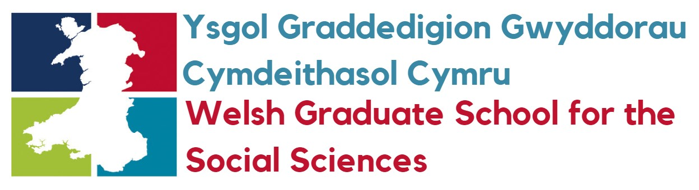 Ysgol Graddedigion Gwyddorau
Cymdeithasol Cymru
Welsh Graduate School for the
Social Sciences